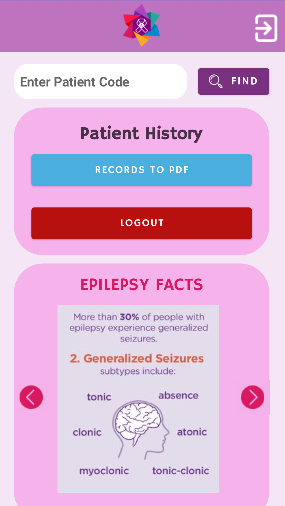 Enter Patient Code
FIND
Patient History
RECORDS TO PDF
LOGOUT
EPILEPSY FACTS
More than 30% of people with
epilepsy experience generalized
seizures.
2. Generalized Seizures
subtypes include:
tonic
absence
clonic
atonic
myoclonic
tonic-clonic